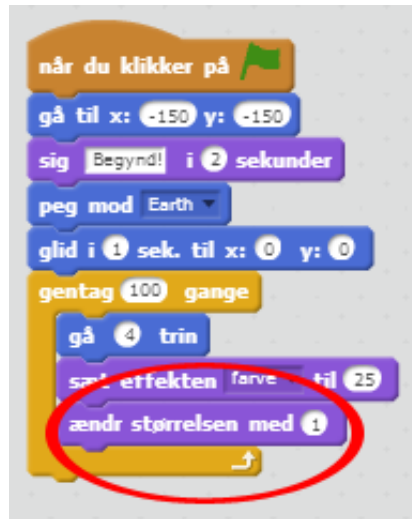 når du klikker på
gå til x: -150 y: -150
sig Begynd! i 2 sekunder
peg mod Earth
glid i 1 sek. til x: 0 y: 0
gentag 100 gange
gå 4 trin
sæt effekten farve til 25
ændr størrelsen med 1